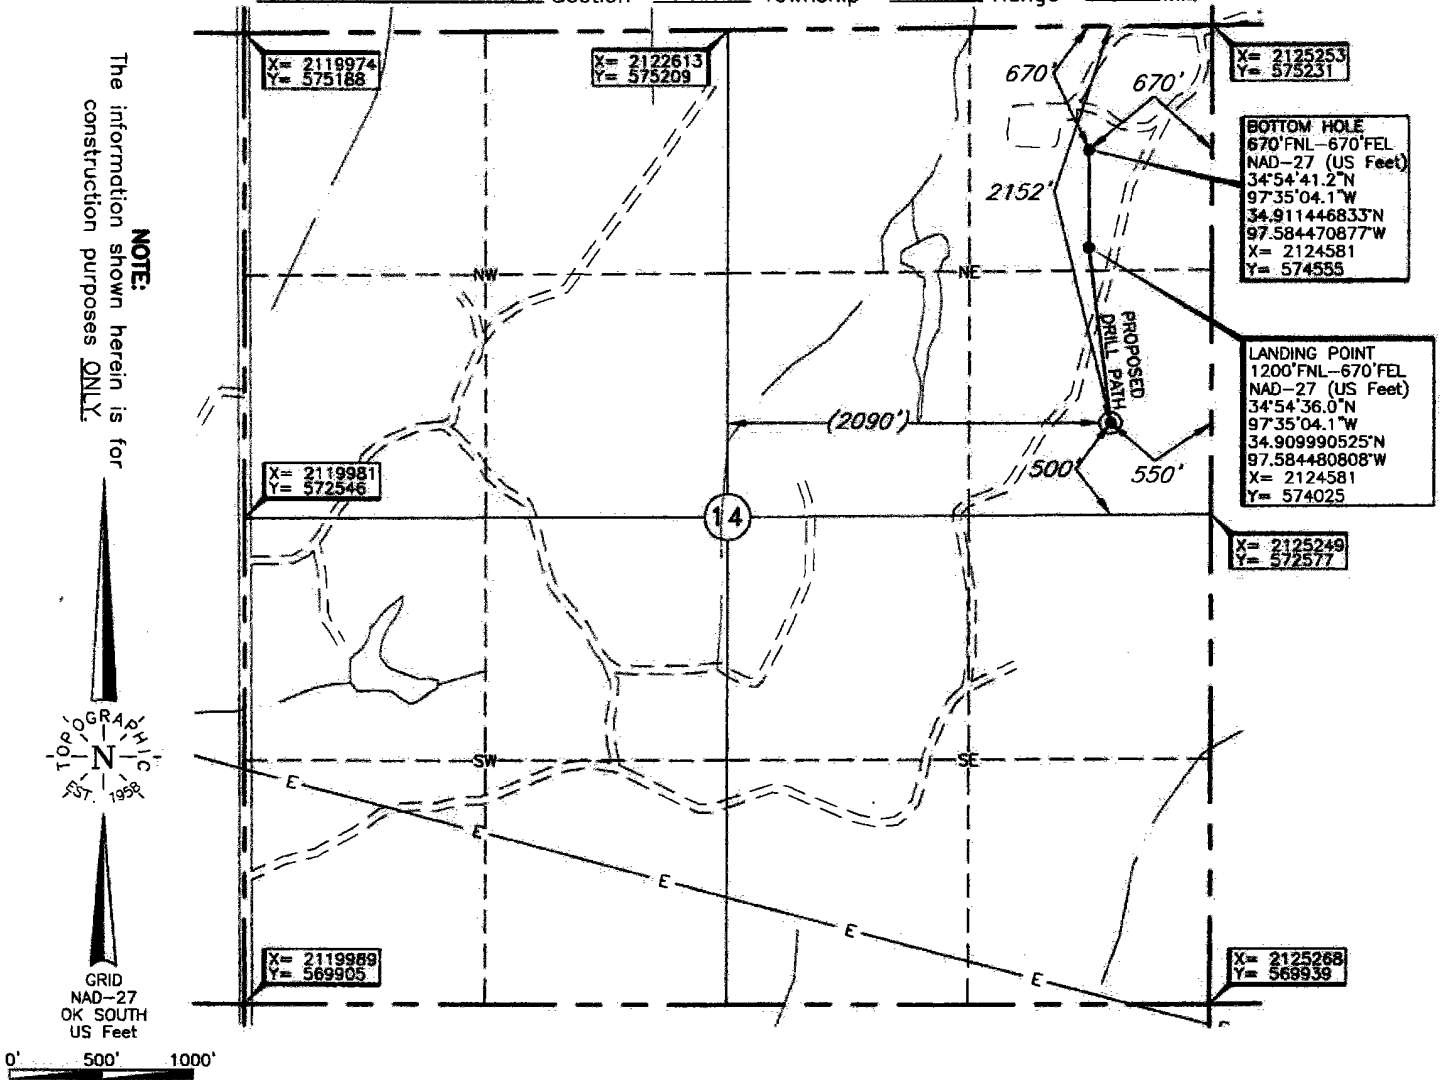 Section Township Range
X= 2119974
Y= 575188
X= 2122613
Y= 575209
X= 2125253
Y= 575231
670'
670'
2152'
BOTTOM HOLE
670'FNL-670'FEL
NAD-27 (US Feet)
34°54'41.2"N
97°35'04.1"W
34.911446833°N
97.584470877°W
X= 2124581
Y= 574555
NOTE:
The information shown herein is for
construction purposes ONLY.
NW
NE
PROPOSED
DRILL PATH
LANDING POINT
1200'FNL-670'FEL
NAD-27 (US Feet)
34°54'36.0"N
97°35'04.1"W
34.909990525°N
97.584480808°W
X= 2124581
Y= 574025
(2090')
500'
550'
X= 2119981
Y= 572546
14
X= 2125249
Y= 572577
TOPOGRAPHIC
N
EST. 1958
SW
SE
E
E
E
E
E
E
X= 2119989
Y= 569905
X= 2125268
Y= 569939
GRID
NAD-27
OK SOUTH
US Feet
0' 500' 1000'